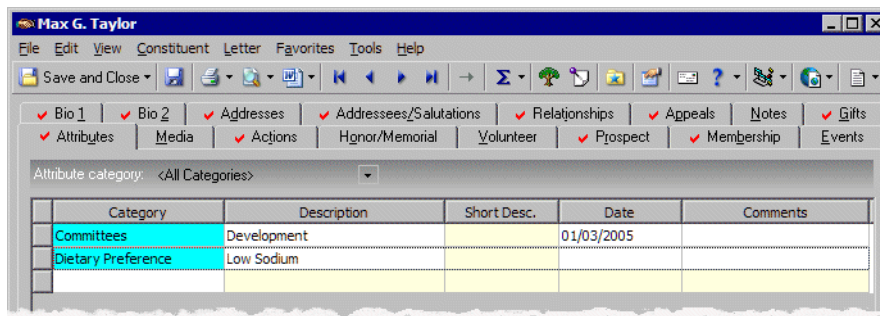 Max G. Taylor
File Edit View Constituent Letter Favorites Tools Help
Save and Close
Bio 1 Bio 2 Addresses Addressees/Salutations Relationships Appeals Notes Gifts
Attributes Media Actions Honor/Memorial Volunteer Prospect Membership Events
Attribute category: <All Categories>
Category Description Short Desc. Date Comments
Committees Development 01/03/2005
Dietary Preference Low Sodium